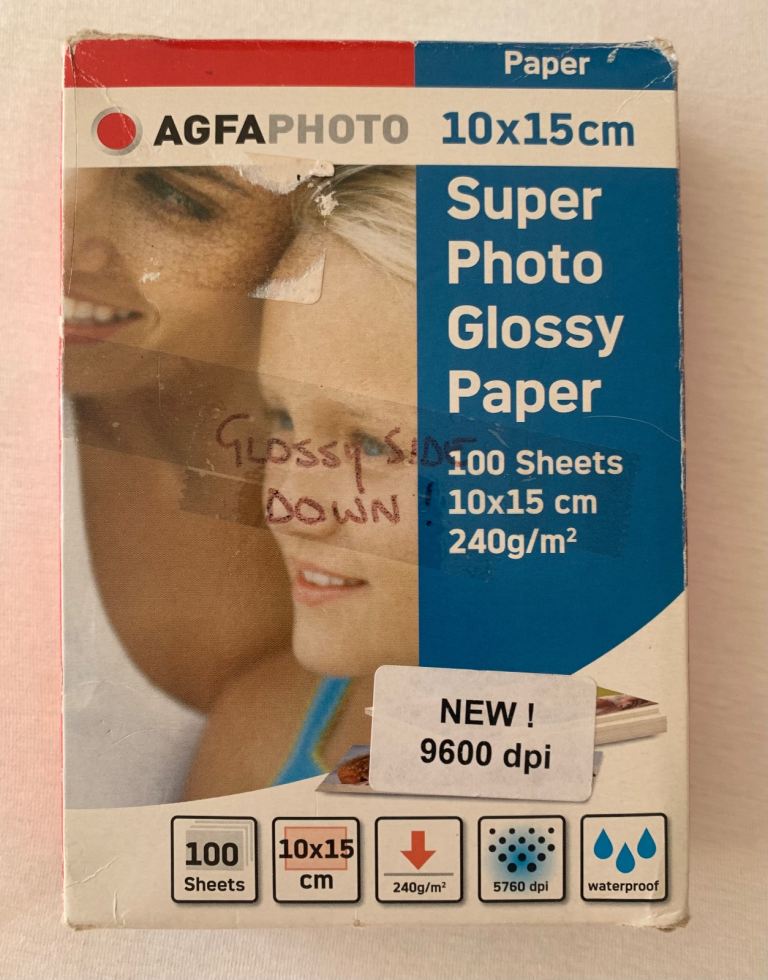 Paper
AGFAPHOTO 10x15cm
Super
Photo
Glossy
Paper
100 Sheets
10x15 cm
240g/m²
GLOSSY SIDE
DOWN !
NEW !
9600 dpi
100
Sheets
10x15
cm
240g/m²
5760 dpi
waterproof